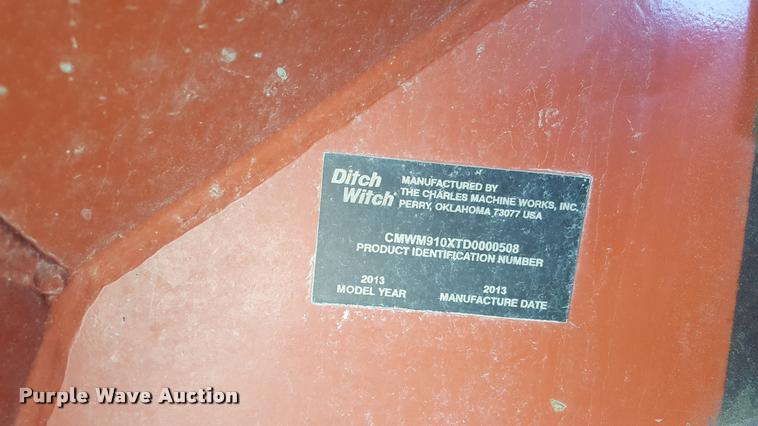 Ditch
Witch®
MANUFACTURED BY
THE CHARLES MACHINE WORKS, INC.
PERRY, OKLAHOMA 73077 USA
CMWM910XTD0000508
PRODUCT IDENTIFICATION NUMBER
2013
MODEL YEAR
2013
MANUFACTURE DATE
Purple Wave Auction